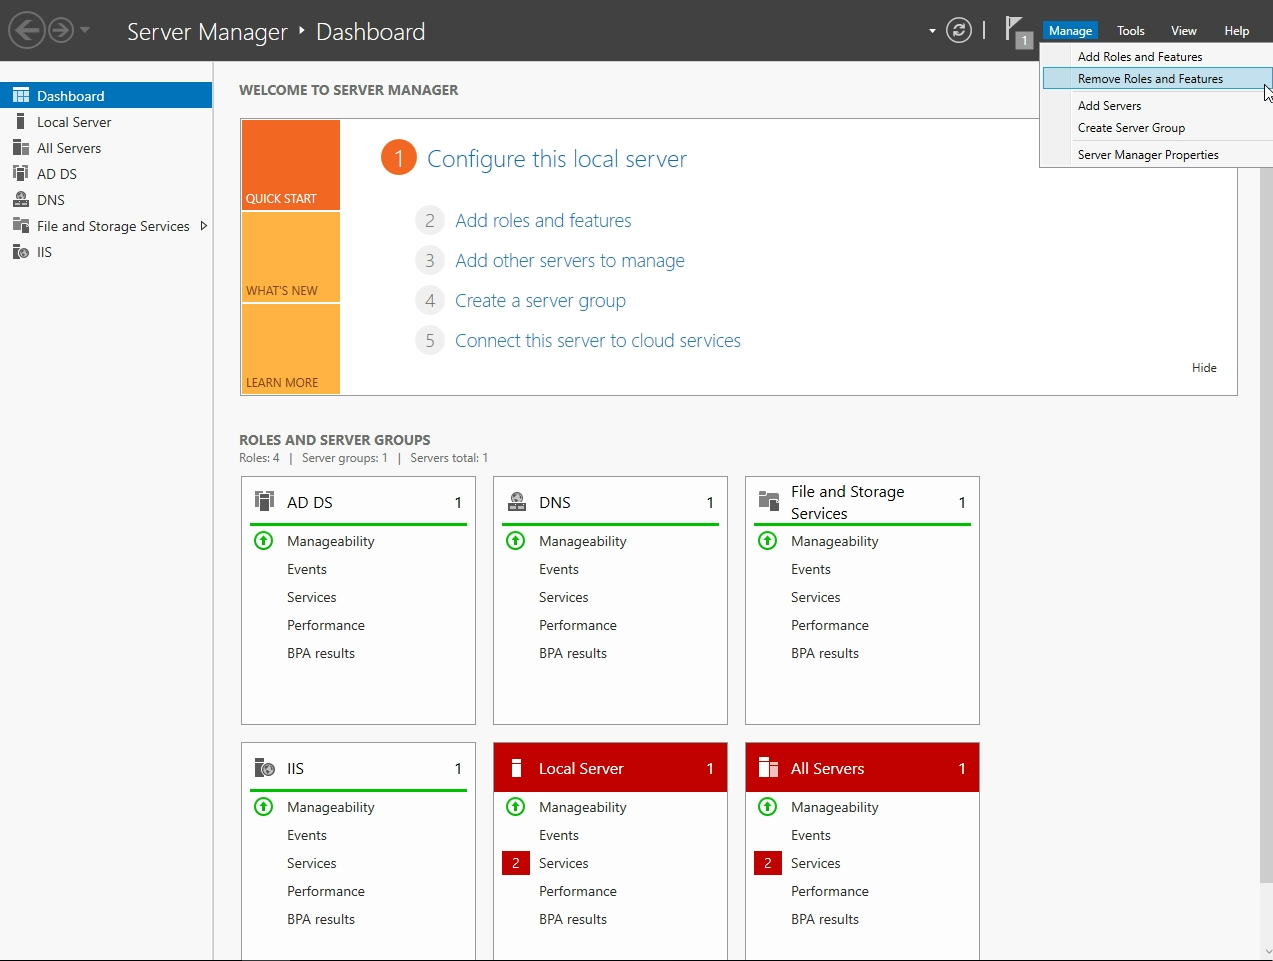 Server Manager ‣ Dashboard
1
Manage
Tools
View
Help
Add Roles and Features
Remove Roles and Features
Add Servers
Create Server Group
Server Manager Properties
Dashboard
Local Server
All Servers
AD DS
DNS
File and Storage Services
IIS
WELCOME TO SERVER MANAGER
QUICK START
WHAT'S NEW
LEARN MORE
1 Configure this local server
2 Add roles and features
3 Add other servers to manage
4 Create a server group
5 Connect this server to cloud services
Hide
ROLES AND SERVER GROUPS
Roles: 4 | Server groups: 1 | Servers total: 1
AD DS 1
Manageability
Events
Services
Performance
BPA results
DNS 1
Manageability
Events
Services
Performance
BPA results
File and Storage
Services 1
Manageability
Events
Services
Performance
BPA results
IIS 1
Manageability
Events
Services
Performance
BPA results
Local Server 1
Manageability
Events
2 Services
Performance
BPA results
All Servers 1
Manageability
Events
2 Services
Performance
BPA results